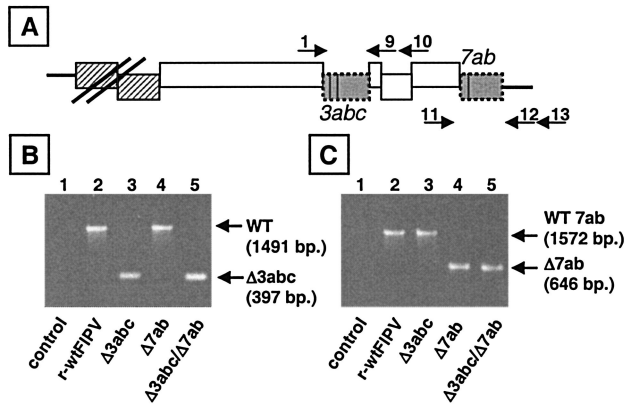 A
1 9 10 7ab
3abc
11 12 13
B
1 2 3 4 5
WT
(1491 bp.)
Δ3abc
(397 bp.)
control r-wtFIPV Δ3abc Δ7ab Δ3abc/Δ7ab
C
1 2 3 4 5
WT 7ab
(1572 bp.)
Δ7ab
(646 bp.)
control r-wtFIPV Δ3abc Δ7ab Δ3abc/Δ7ab